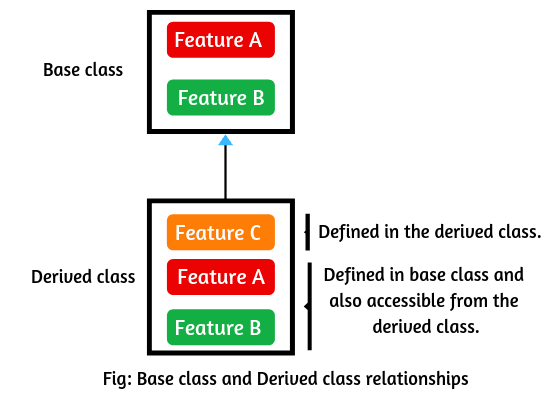 Base class
Feature A
Feature B
Derived class
Feature C
Feature A
Feature B
Defined in the derived class.
Defined in base class and
also accessible from the
derived class.
Fig: Base class and Derived class relationships